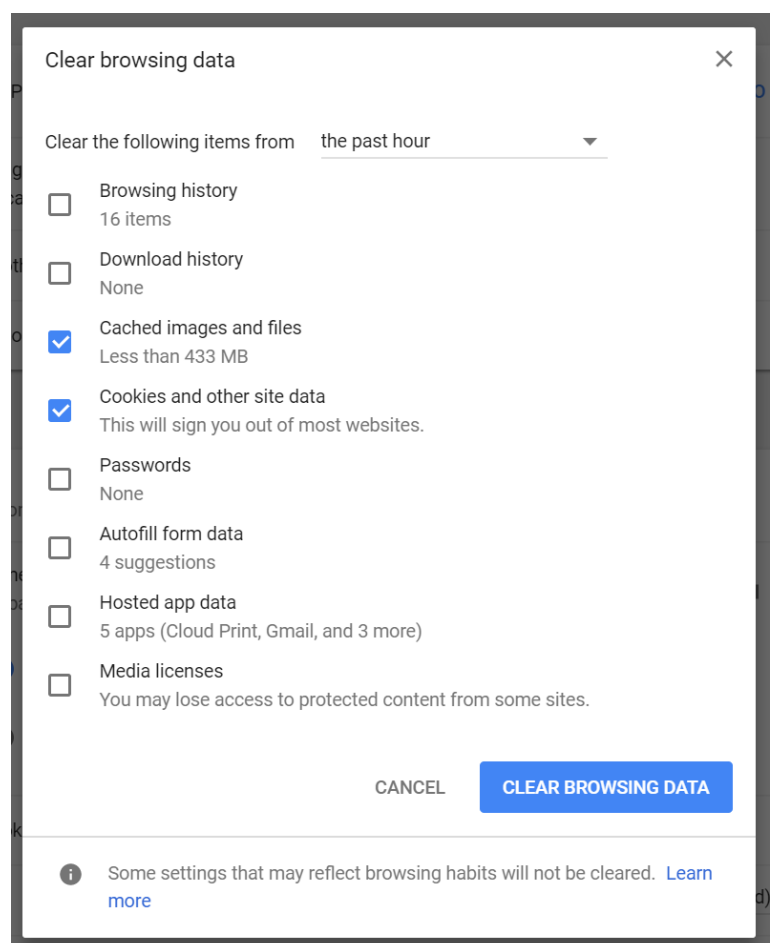 Clear browsing data
Clear the following items from the past hour
Browsing history
16 items
Download history
None
Cached images and files
Less than 433 MB
Cookies and other site data
This will sign you out of most websites.
Passwords
None
Autofill form data
4 suggestions
Hosted app data
5 apps (Cloud Print, Gmail, and 3 more)
Media licenses
You may lose access to protected content from some sites.
CANCEL CLEAR BROWSING DATA
Some settings that may reflect browsing habits will not be cleared. Learn
more